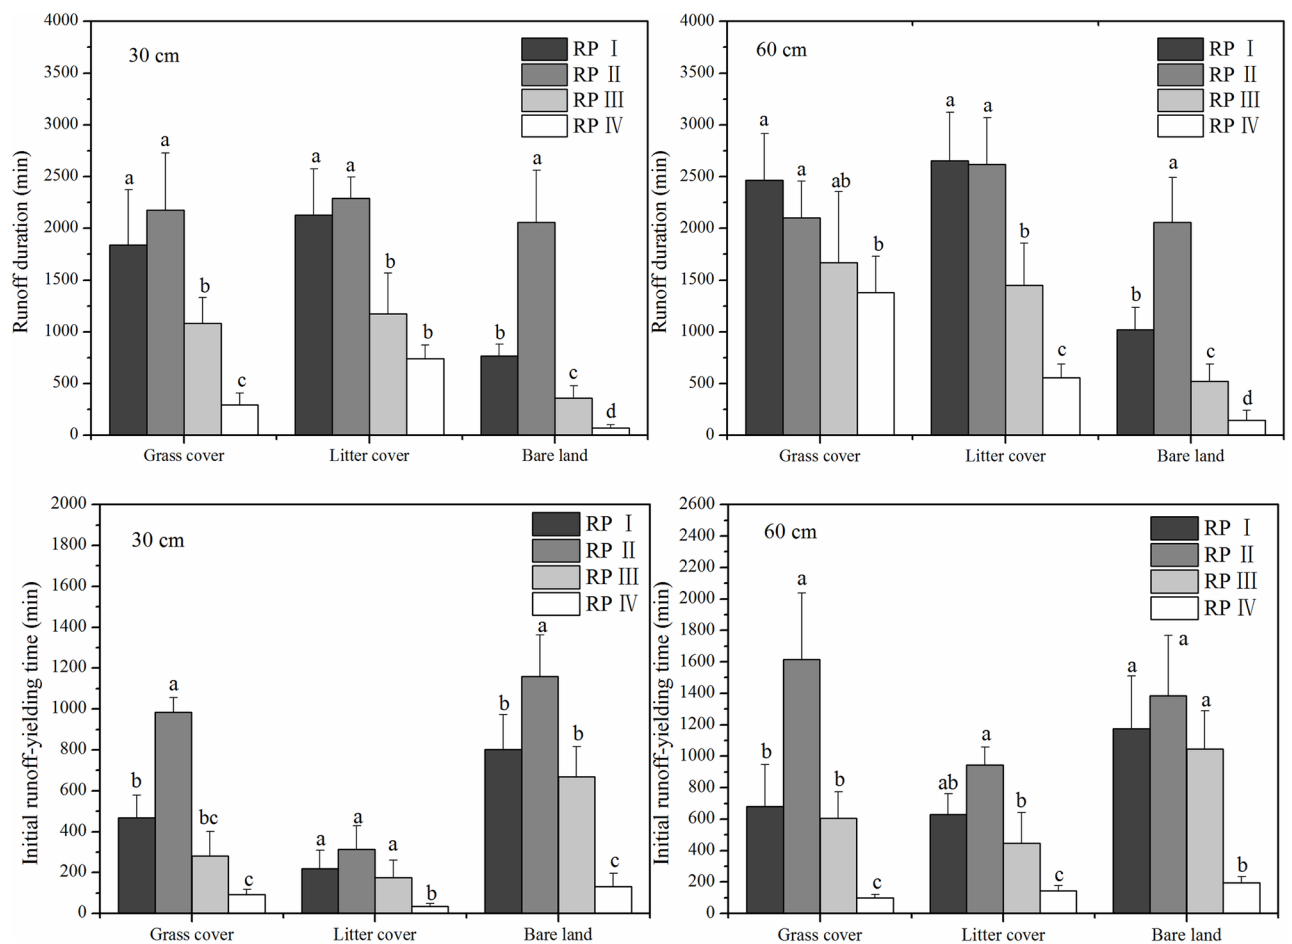 4000
3500
3000
2500
2000
1500
1000
500
0
Runoff duration (min)
30 cm
RP Ⅰ
RP Ⅱ
RP Ⅲ
RP Ⅳ
a
a
b
c
a
a
b
b
b
a
c
d
Grass cover
Litter cover
Bare land
4000
3500
3000
2500
2000
1500
1000
500
0
Runoff duration (min)
60 cm
RP Ⅰ
RP Ⅱ
RP Ⅲ
RP Ⅳ
a
a
ab
b
a
a
b
c
b
a
c
d
Grass cover
Litter cover
Bare land
2000
1800
1600
1400
1200
1000
800
600
400
200
0
Initial runoff-yielding time (min)
30 cm
RP Ⅰ
RP Ⅱ
RP Ⅲ
RP Ⅳ
b
a
bc
c
a
a
a
b
b
a
b
c
Grass cover
Litter cover
Bare land
2600
2400
2200
2000
1800
1600
1400
1200
1000
800
600
400
200
0
Initial runoff-yielding time (min)
60 cm
RP Ⅰ
RP Ⅱ
RP Ⅲ
RP Ⅳ
b
a
b
c
ab
a
b
c
a
a
a
b
Grass cover
Litter cover
Bare land